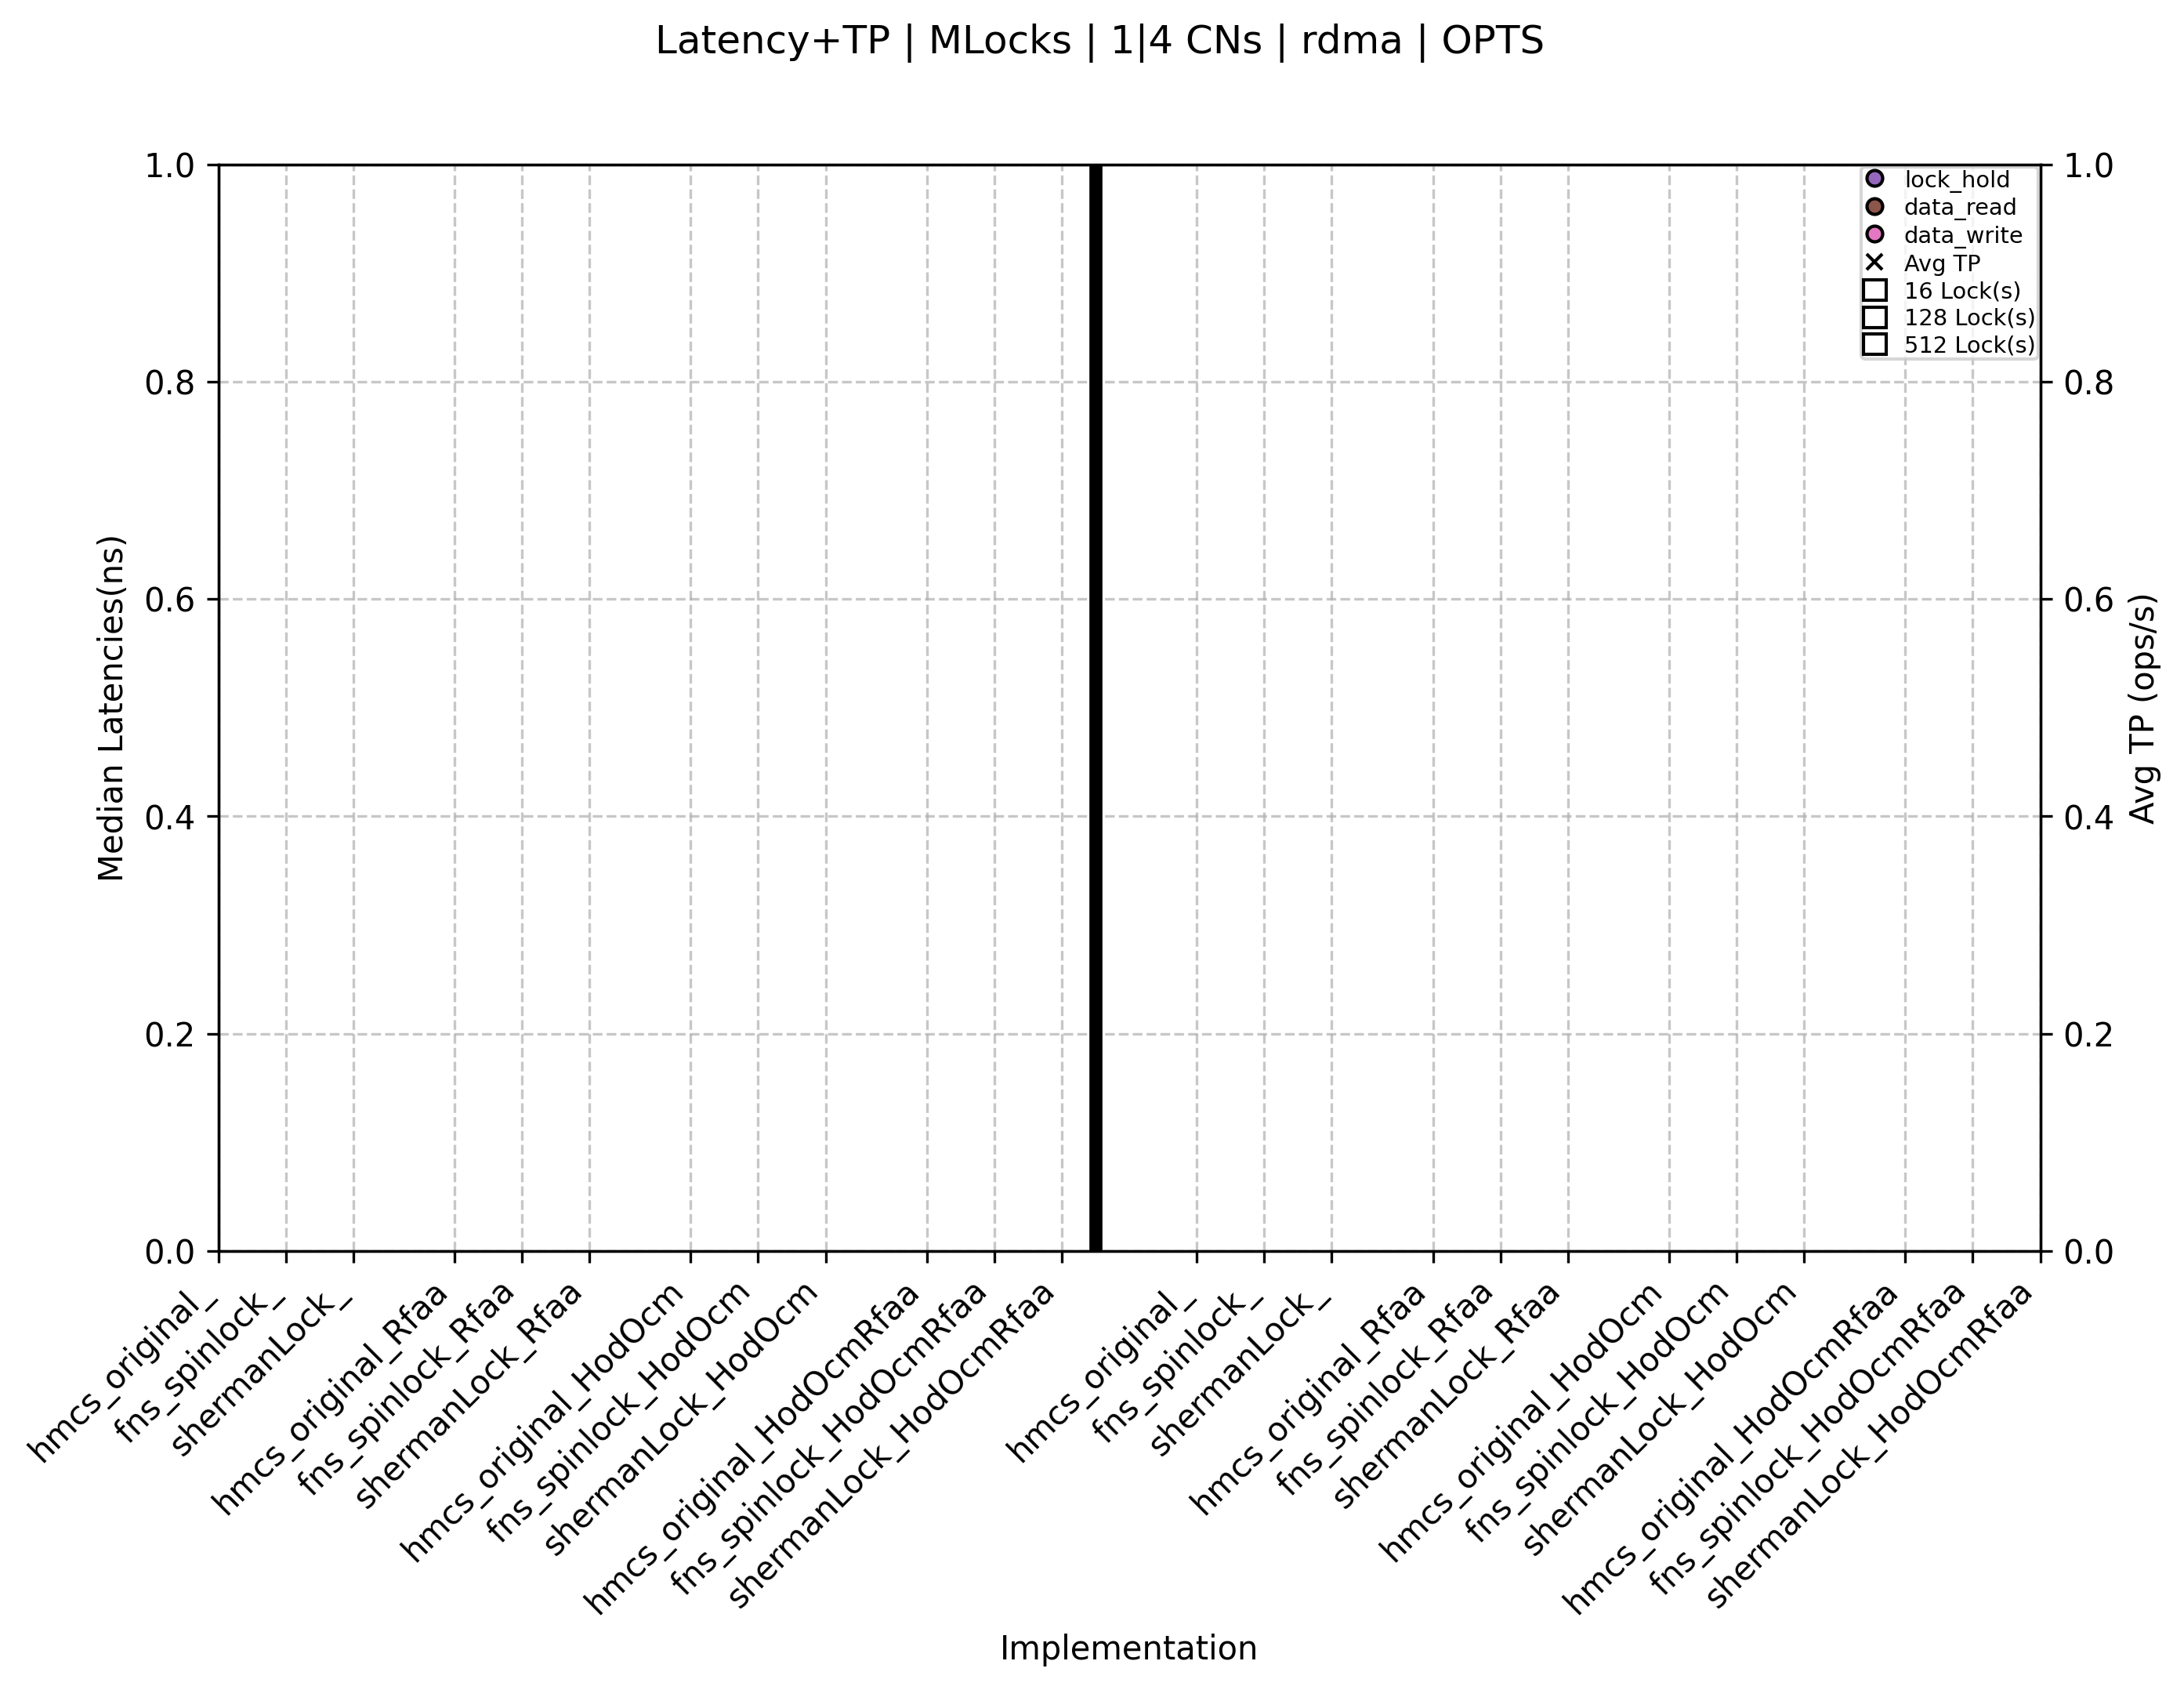 Latency+TP | MLocks | 1|4 CNs | rdma | OPTS
1.0
0.8
0.6
0.4
0.2
0.0
Median Latencies(ns)
lock_hold
data_read
data_write
Avg TP
16 Lock(s)
128 Lock(s)
512 Lock(s)
1.0
0.8
0.6
0.4
0.2
0.0
Avg TP (ops/s)
hmcs_original_
fns_spinlock_
shermanLock_
hmcs_original_Rfaa
fns_spinlock_Rfaa
shermanLock_Rfaa
hmcs_original_HodOcm
fns_spinlock_HodOcm
shermanLock_HodOcm
hmcs_original_HodOcmRfaa
fns_spinlock_HodOcmRfaa
shermanLock_HodOcmRfaa
hmcs_original_
fns_spinlock_
shermanLock_
hmcs_original_Rfaa
fns_spinlock_Rfaa
shermanLock_Rfaa
hmcs_original_HodOcm
fns_spinlock_HodOcm
shermanLock_HodOcm
hmcs_original_HodOcmRfaa
fns_spinlock_HodOcmRfaa
shermanLock_HodOcmRfaa
Implementation